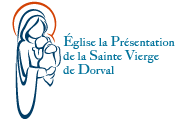 Église la Présentation
de la Sainte Vierge
de Dorval